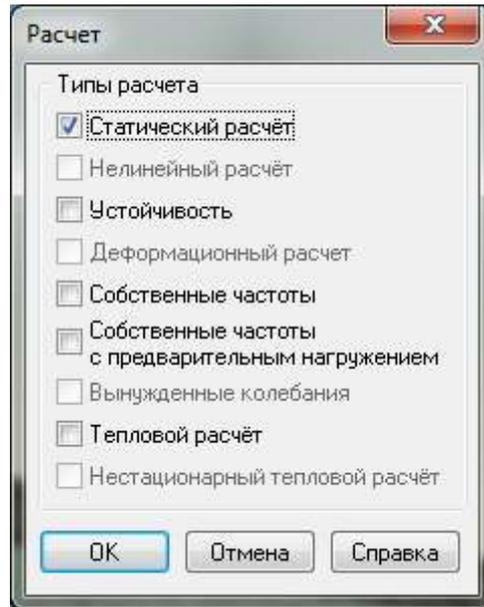 Расчет
Типы расчета
Статический расчёт
Нелинейный расчёт
Устойчивость
Деформационный расчет
Собственные частоты
Собственные частоты
с предварительным нагружением
Вынужденные колебания
Тепловой расчёт
Нестационарный тепловой расчёт
OK
Отмена
Справка